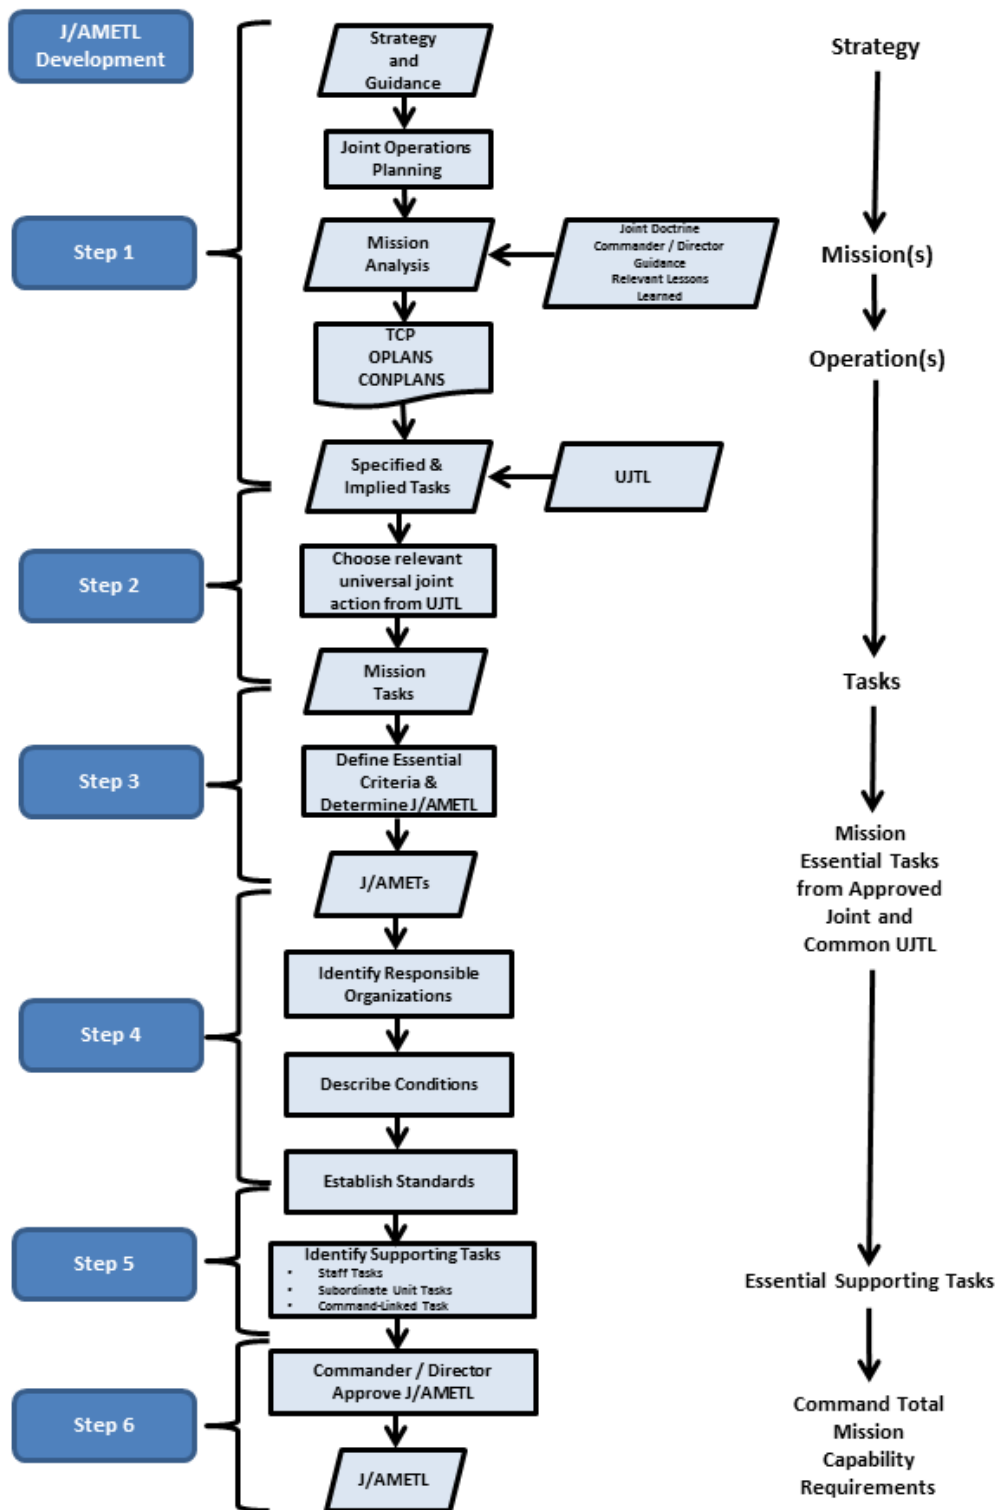 J/AMETL
Development
Strategy
and
Guidance
Strategy
Joint Operations
Planning
Step 1
Mission
Analysis
Joint Doctrine
Commander / Director
Guidance
Relevant Lessons
Learned
Mission(s)
TCP
OPLANS
CONPLANS
Operation(s)
Specified &
Implied Tasks
UJTL
Step 2
Choose relevant
universal joint
action from UJTL
Mission
Tasks
Tasks
Step 3
Define Essential
Criteria &
Determine J/AMETL
J/AMETs
Mission
Essential Tasks
from Approved
Joint and
Common UJTL
Step 4
Identify Responsible
Organizations
Describe Conditions
Establish Standards
Step 5
Identify Supporting Tasks
• Staff Tasks
• Subordinate Unit Tasks
• Command-Linked Task
Essential Supporting Tasks
Step 6
Commander / Director
Approve J/AMETL
J/AMETL
Command Total
Mission
Capability
Requirements